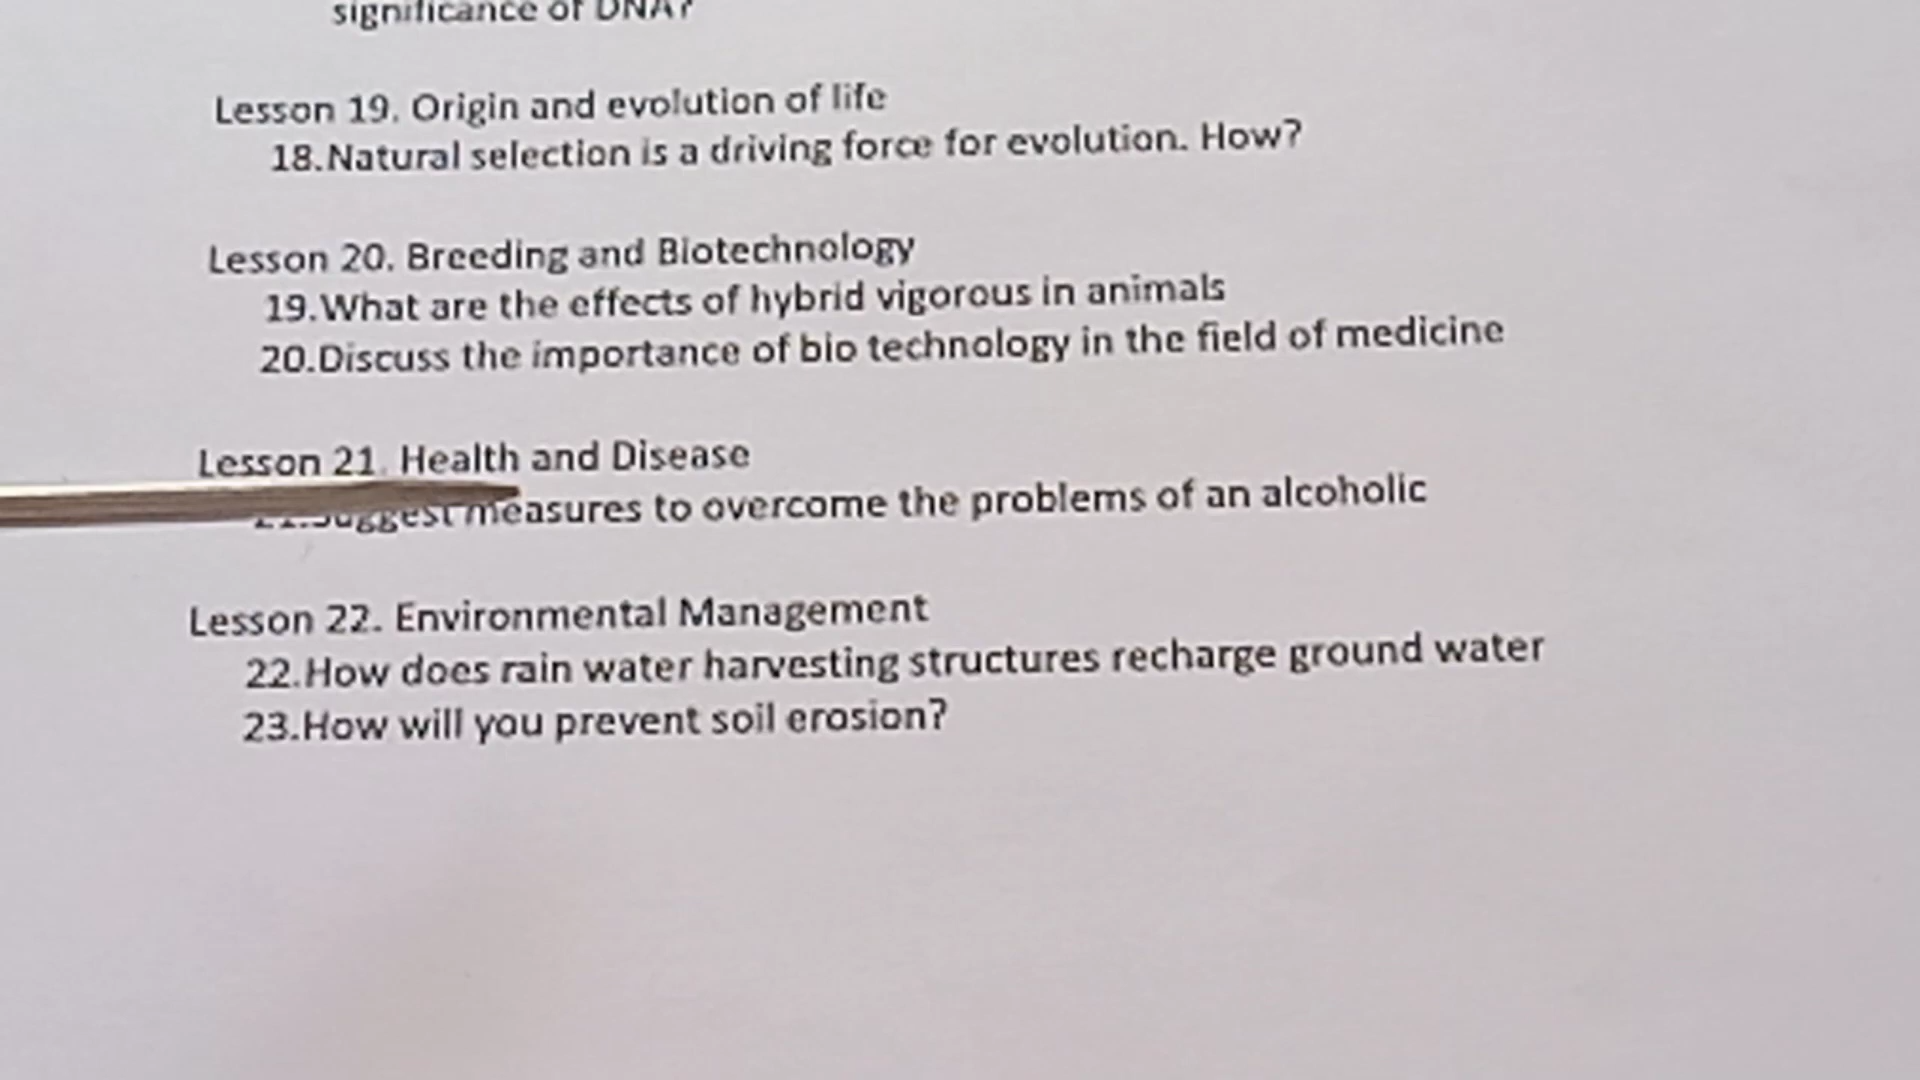 significance of DNA?
Lesson 19. Origin and evolution of life
18.Natural selection is a driving force for evolution. How?
Lesson 20. Breeding and Biotechnology
19.What are the effects of hybrid vigorous in animals
20.Discuss the importance of bio technology in the field of medicine
Lesson 21. Health and Disease
21.Suggest measures to overcome the problems of an alcoholic
Lesson 22. Environmental Management
22.How does rain water harvesting structures recharge ground water
23.How will you prevent soil erosion?